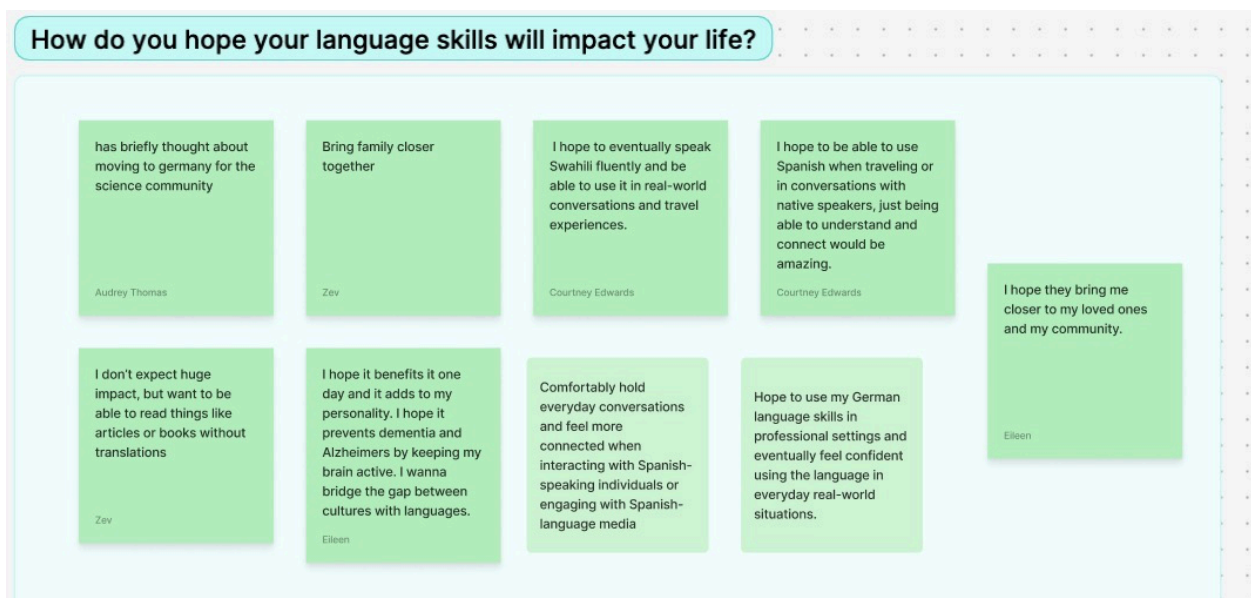 How do you hope your language skills will impact your life?
has briefly thought about
moving to germany for the
science community
Audrey Thomas
Bring family closer
together
Zev
I hope to eventually speak
Swahili fluently and be
able to use it in real-world
conversations and travel
experiences.
Courtney Edwards
I hope to be able to use
Spanish when traveling or
in conversations with
native speakers, just being
able to understand and
connect would be
amazing.
Courtney Edwards
I hope they bring me
closer to my loved ones
and my community.
Eileen
I don't expect huge
impact, but want to be
able to read things like
articles or books without
translations
Zev
I hope it benefits it one
day and it adds to my
personality. I hope it
prevents dementia and
Alzheimers by keeping my
brain active. I wanna
bridge the gap between
cultures with languages.
Eileen
Comfortably hold
everyday conversations
and feel more
connected when
interacting with Spanish-
speaking individuals or
engaging with Spanish-
language media
Hope to use my German
language skills in
professional settings and
eventually feel confident
using the language in
everyday real-world
situations.